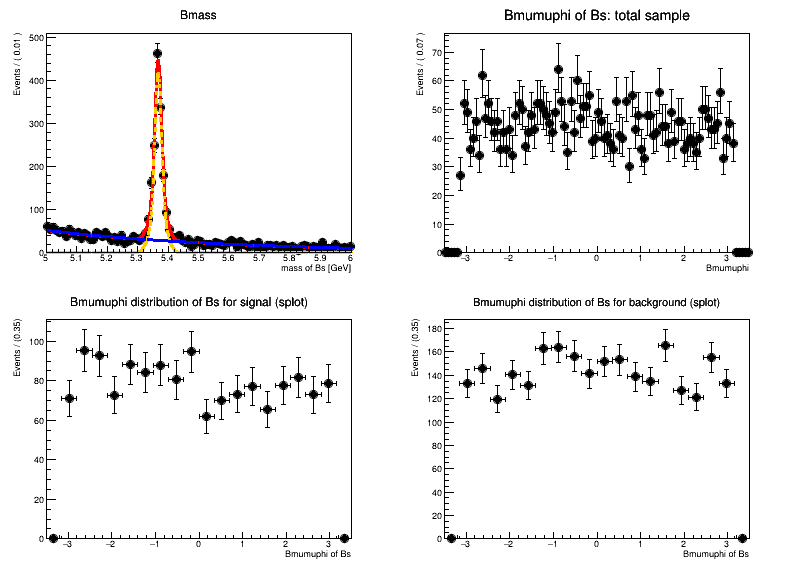 Bmass
Events / ( 0.01 )
500
400
300
200
100
0
5 5.1 5.2 5.3 5.4 5.5 5.6 5.7 5.8 5.9 6
mass of Bs [GeV]
Bmumuphi of Bs: total sample
Events / ( 0.07 )
70
60
50
40
30
20
10
0
−3 −2 −1 0 1 2 3
Bmumuphi
Bmumuphi distribution of Bs for signal (splot)
Events / (0.35)
100
80
60
40
20
0
−3 −2 −1 0 1 2 3
Bmumuphi of Bs
Bmumuphi distribution of Bs for background (splot)
Events / (0.35)
180
160
140
120
100
80
60
40
20
0
−3 −2 −1 0 1 2 3
Bmumuphi of Bs